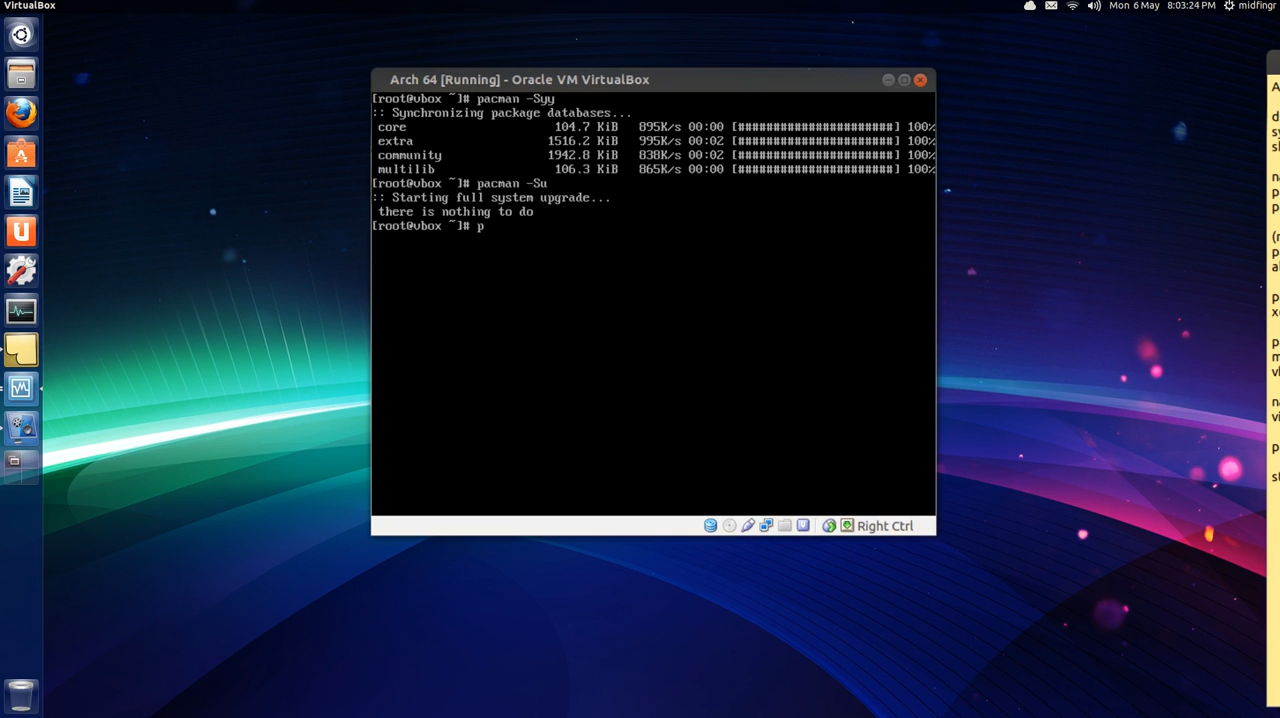 VirtualBox
Mon 6 May 8:03:24 PM midfingr
Arch 64 [Running] - Oracle VM VirtualBox
[root@vbox ~]# pacman -Syy
:: Synchronizing package databases...
core 104.7 KiB 895K/s 00:00 [######################] 100%
extra 1516.2 KiB 995K/s 00:02 [######################] 100%
community 1942.8 KiB 838K/s 00:02 [######################] 100%
multilib 106.3 KiB 865K/s 00:00 [######################] 100%
[root@vbox ~]# pacman -Su
:: Starting full system upgrade...
there is nothing to do
[root@vbox ~]# p
Right Ctrl